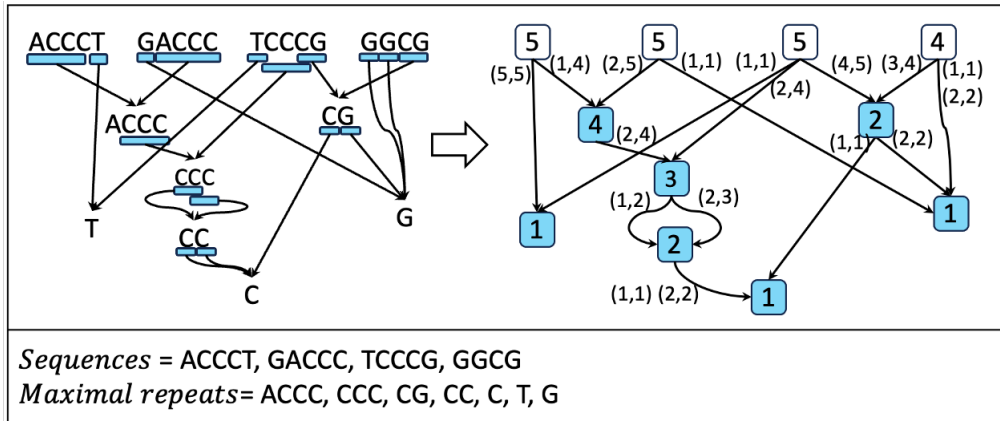 ACCCT GACCC TCCCG GGCG
5 5 5 4
(5,5) (1,4) (2,5) (1,1) (1,1) (4,5) (3,4) (1,1)
(2,4) (2,2)
ACCC CG
4 2
(2,4) (1,1) (2,2)
CCC
3
(1,2) (2,3)
T G
1 1
CC
2
C
(1,1) (2,2) 1
Sequences = ACCCT, GACCC, TCCCG, GGCG
Maximal repeats= ACCC, CCC, CG, CC, C, T, G